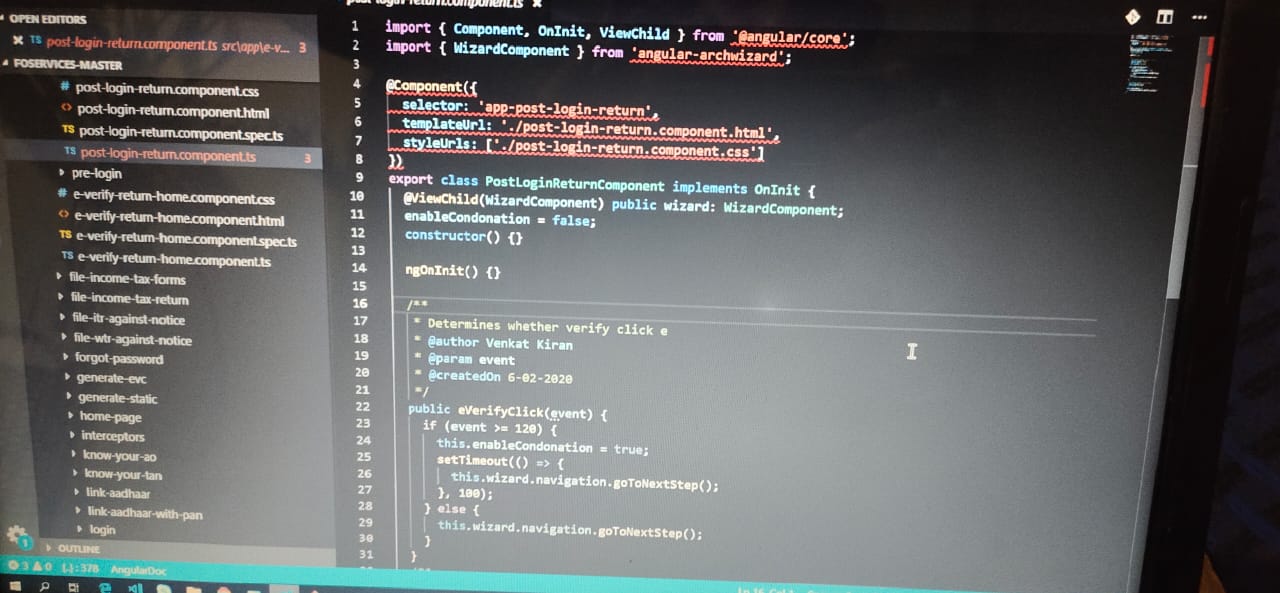 post-login-return.component.ts ×
OPEN EDITORS
× TS post-login-return.component.ts src\app\e-v... 3
FOSERVICES-MASTER
# post-login-return.component.css
<> post-login-return.component.html
TS post-login-return.component.spec.ts
TS post-login-return.component.ts 3
pre-login
# e-verify-return-home.component.css
<> e-verify-return-home.component.html
TS e-verify-return-home.component.spec.ts
TS e-verify-return-home.component.ts
file-income-tax-forms
file-income-tax-return
file-itr-against-notice
file-wtr-against-notice
forgot-password
generate-evc
generate-static
home-page
interceptors
know-your-ao
know-your-tan
link-aadhaar
link-aadhaar-with-pan
login
OUTLINE
1
1 import { Component, OnInit, ViewChild } from '@angular/core';
2 import { WizardComponent } from 'angular-archwizard';
3
4 @Component({
5 selector: 'app-post-login-return',
6 templateUrl: './post-login-return.component.html',
7 styleUrls: ['./post-login-return.component.css']
8 })
9 export class PostLoginReturnComponent implements OnInit {
10 @ViewChild(WizardComponent) public wizard: WizardComponent;
11 enableCondonation = false;
12 constructor() {}
13
14 ngOnInit() {}
15
16 /**
17 * Determines whether verify click e
18 * @author Venkat Kiran
19 * @param event
20 * @createdOn 6-02-2020
21 */
22 public eVerifyClick(event) {
23 if (event >= 120) {
24 this.enableCondonation = true;
25 setTimeout(() => {
26 this.wizard.navigation.goToNextStep();
27 }, 100);
28 } else {
29 this.wizard.navigation.goToNextStep();
30 }
31 }
3 0 {.}: 378 AngularDoc